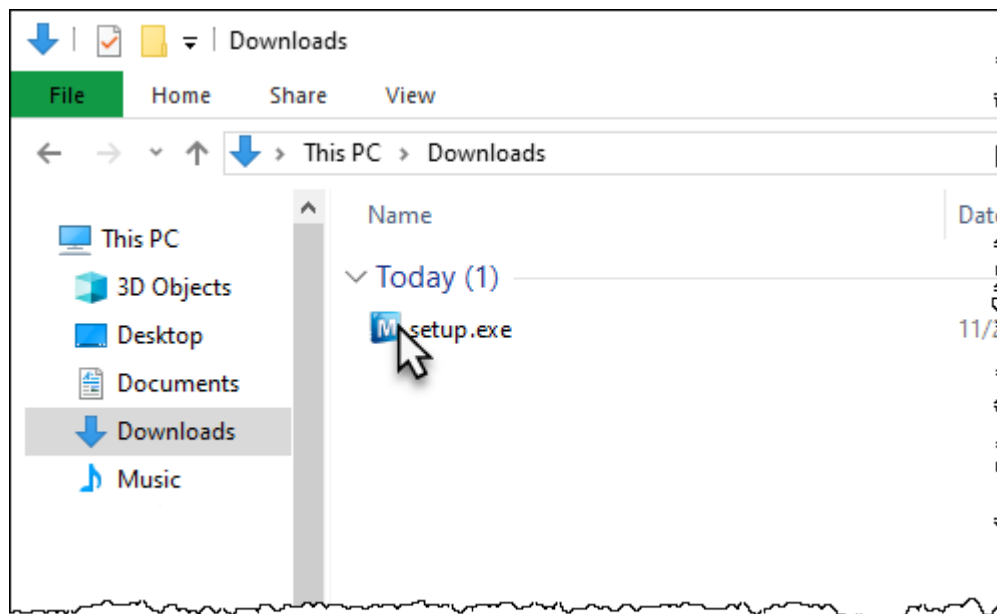 Downloads
File Home Share View
This PC > Downloads
Name
This PC
3D Objects
Desktop
Documents
Downloads
Music
Today (1)
M setup.exe
11/